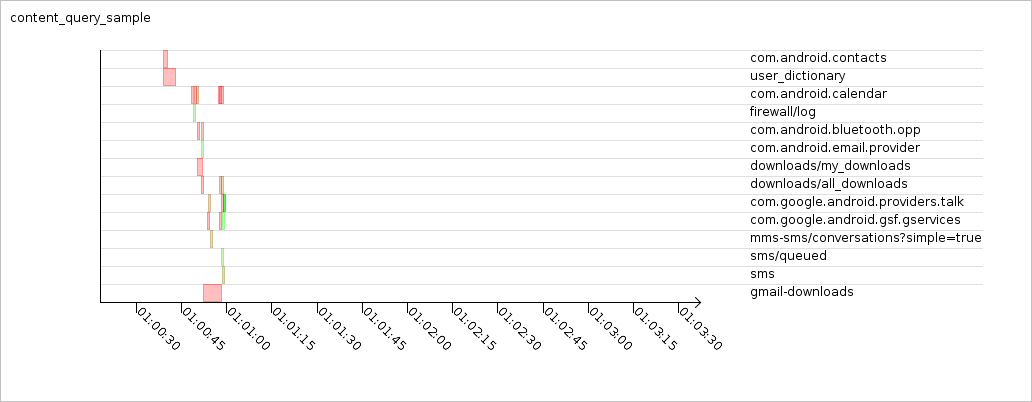 content_query_sample
com.android.contacts
user_dictionary
com.android.calendar
firewall/log
com.android.bluetooth.opp
com.android.email.provider
downloads/my_downloads
downloads/all_downloads
com.google.android.providers.talk
com.google.android.gsf.gservices
mms-sms/conversations?simple=true
sms/queued
sms
gmail-downloads
01:00:30
01:00:45
01:01:00
01:01:15
01:01:30
01:01:45
01:02:00
01:02:15
01:02:30
01:02:45
01:03:00
01:03:15
01:03:30